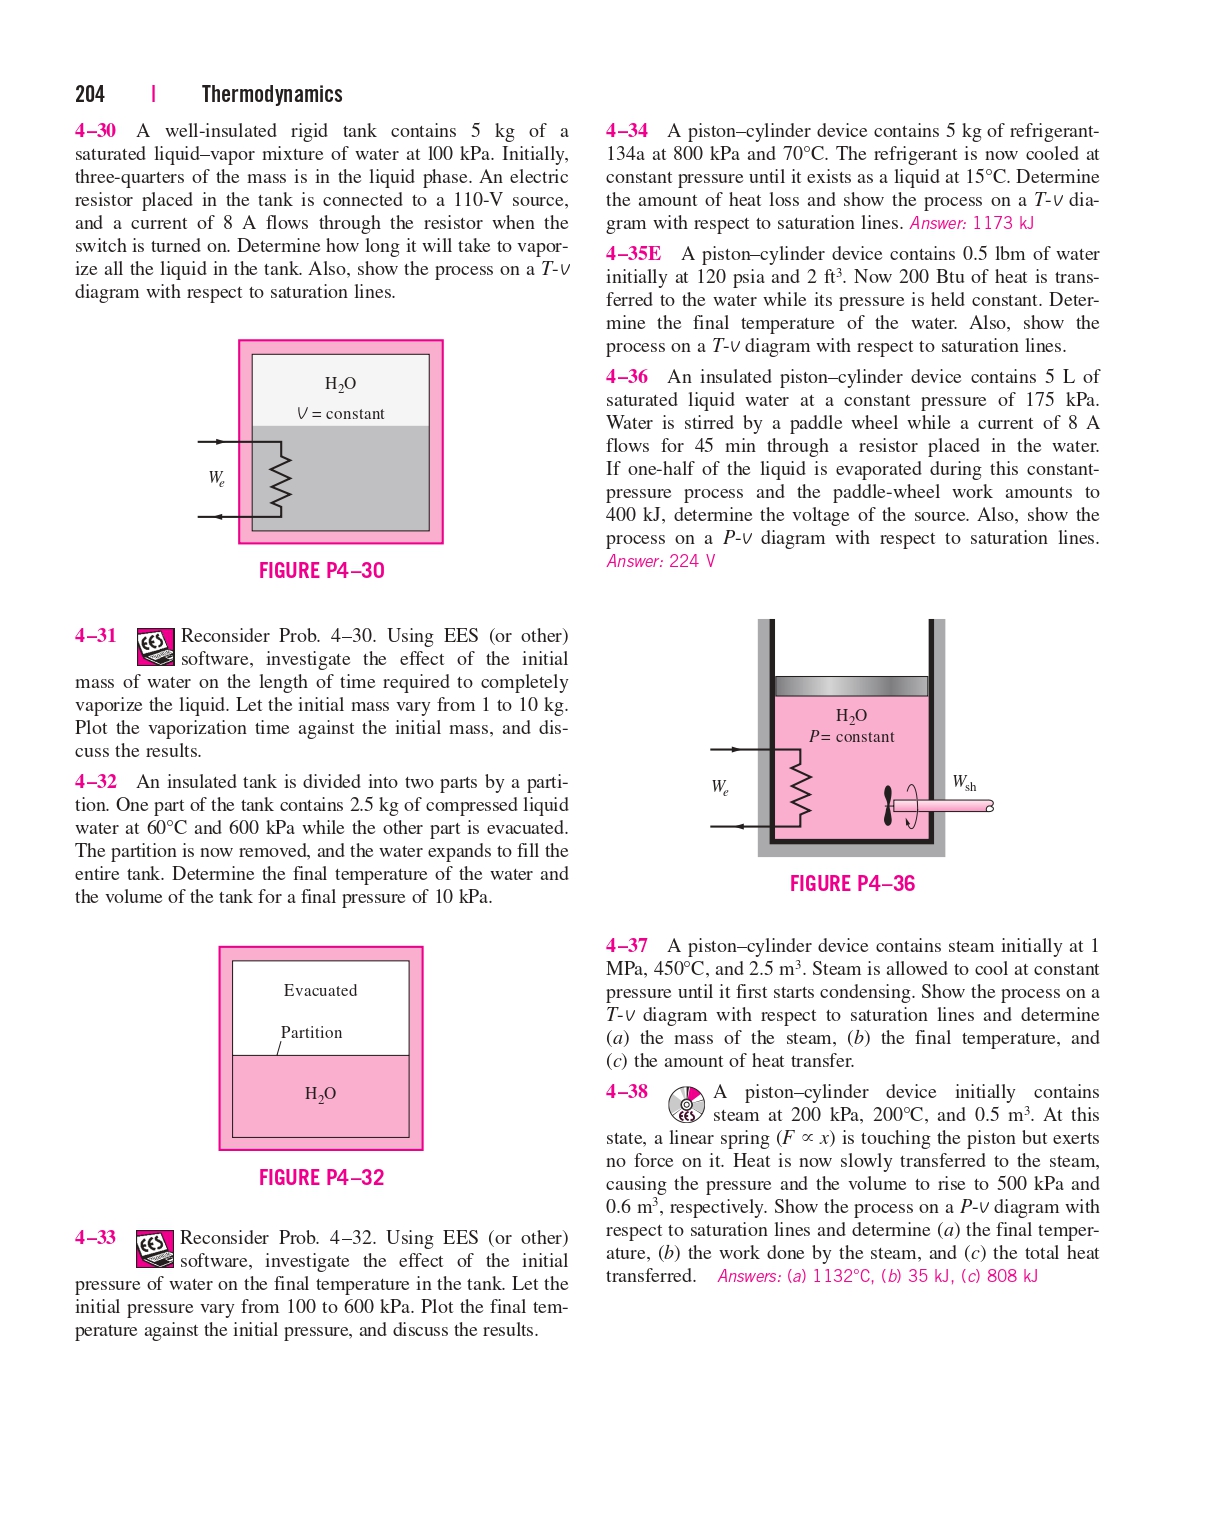 204 | Thermodynamics
4–30 A well-insulated rigid tank contains 5 kg of a
saturated liquid–vapor mixture of water at l00 kPa. Initially,
three-quarters of the mass is in the liquid phase. An electric
resistor placed in the tank is connected to a 110-V source,
and a current of 8 A flows through the resistor when the
switch is turned on. Determine how long it will take to vapor-
ize all the liquid in the tank. Also, show the process on a T-v
diagram with respect to saturation lines.
H₂O
V = constant
Wₑ
FIGURE P4–30
4–31 EES Reconsider Prob. 4–30. Using EES (or other)
software, investigate the effect of the initial
mass of water on the length of time required to completely
vaporize the liquid. Let the initial mass vary from 1 to 10 kg.
Plot the vaporization time against the initial mass, and dis-
cuss the results.
4–32 An insulated tank is divided into two parts by a parti-
tion. One part of the tank contains 2.5 kg of compressed liquid
water at 60°C and 600 kPa while the other part is evacuated.
The partition is now removed, and the water expands to fill the
entire tank. Determine the final temperature of the water and
the volume of the tank for a final pressure of 10 kPa.
Evacuated
Partition
H₂O
FIGURE P4–32
4–33 EES Reconsider Prob. 4–32. Using EES (or other)
software, investigate the effect of the initial
pressure of water on the final temperature in the tank. Let the
initial pressure vary from 100 to 600 kPa. Plot the final tem-
perature against the initial pressure, and discuss the results.
4–34 A piston–cylinder device contains 5 kg of refrigerant-
134a at 800 kPa and 70°C. The refrigerant is now cooled at
constant pressure until it exists as a liquid at 15°C. Determine
the amount of heat loss and show the process on a T-v dia-
gram with respect to saturation lines. Answer: 1173 kJ
4–35E A piston–cylinder device contains 0.5 lbm of water
initially at 120 psia and 2 ft³. Now 200 Btu of heat is trans-
ferred to the water while its pressure is held constant. Deter-
mine the final temperature of the water. Also, show the
process on a T-v diagram with respect to saturation lines.
4–36 An insulated piston–cylinder device contains 5 L of
saturated liquid water at a constant pressure of 175 kPa.
Water is stirred by a paddle wheel while a current of 8 A
flows for 45 min through a resistor placed in the water.
If one-half of the liquid is evaporated during this constant-
pressure process and the paddle-wheel work amounts to
400 kJ, determine the voltage of the source. Also, show the
process on a P-v diagram with respect to saturation lines.
Answer: 224 V
H₂O
P= constant
Wₑ
Wsh
FIGURE P4–36
4–37 A piston–cylinder device contains steam initially at 1
MPa, 450°C, and 2.5 m³. Steam is allowed to cool at constant
pressure until it first starts condensing. Show the process on a
T-v diagram with respect to saturation lines and determine
(a) the mass of the steam, (b) the final temperature, and
(c) the amount of heat transfer.
4–38 EES A piston–cylinder device initially contains
steam at 200 kPa, 200°C, and 0.5 m³. At this
state, a linear spring (F ∝ x) is touching the piston but exerts
no force on it. Heat is now slowly transferred to the steam,
causing the pressure and the volume to rise to 500 kPa and
0.6 m³, respectively. Show the process on a P-v diagram with
respect to saturation lines and determine (a) the final temper-
ature, (b) the work done by the steam, and (c) the total heat
transferred. Answers: (a) 1132°C, (b) 35 kJ, (c) 808 kJ